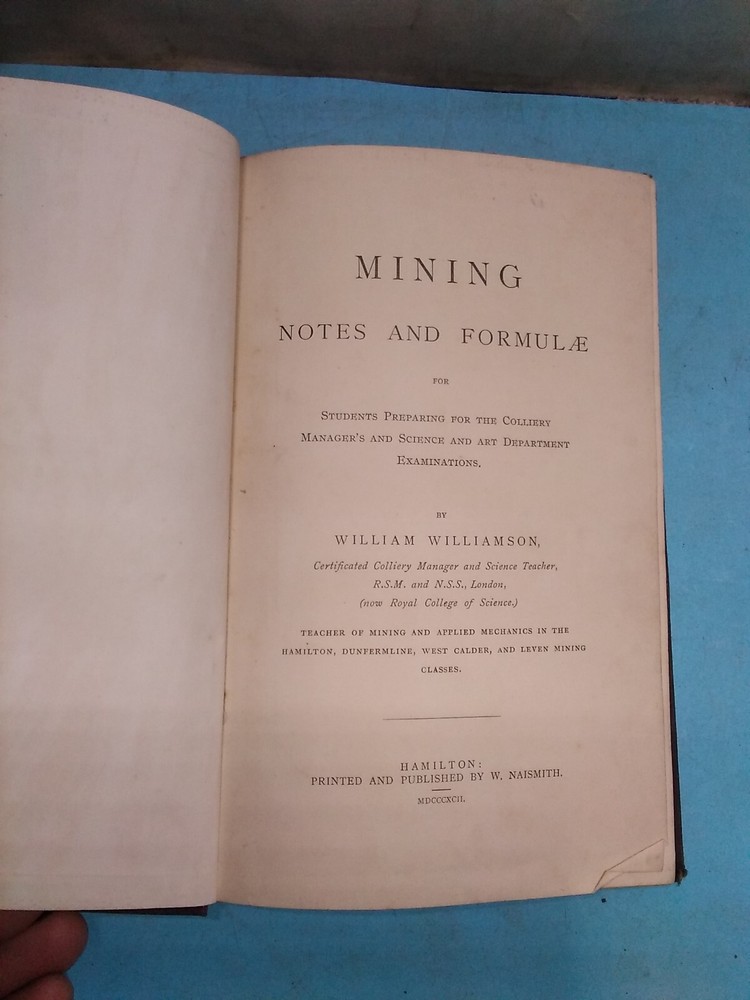 MINING
NOTES AND FORMULÆ
FOR
STUDENTS PREPARING FOR THE COLLIERY
MANAGER'S AND SCIENCE AND ART DEPARTMENT
EXAMINATIONS.
BY
WILLIAM WILLIAMSON,
Certificated Colliery Manager and Science Teacher,
R.S.M. and N.S.S., London,
(now Royal College of Science.)
TEACHER OF MINING AND APPLIED MECHANICS IN THE
HAMILTON, DUNFERMLINE, WEST CALDER, AND LEVEN MINING
CLASSES.
HAMILTON:
PRINTED AND PUBLISHED BY W. NAISMITH.
MDCCCXCII.